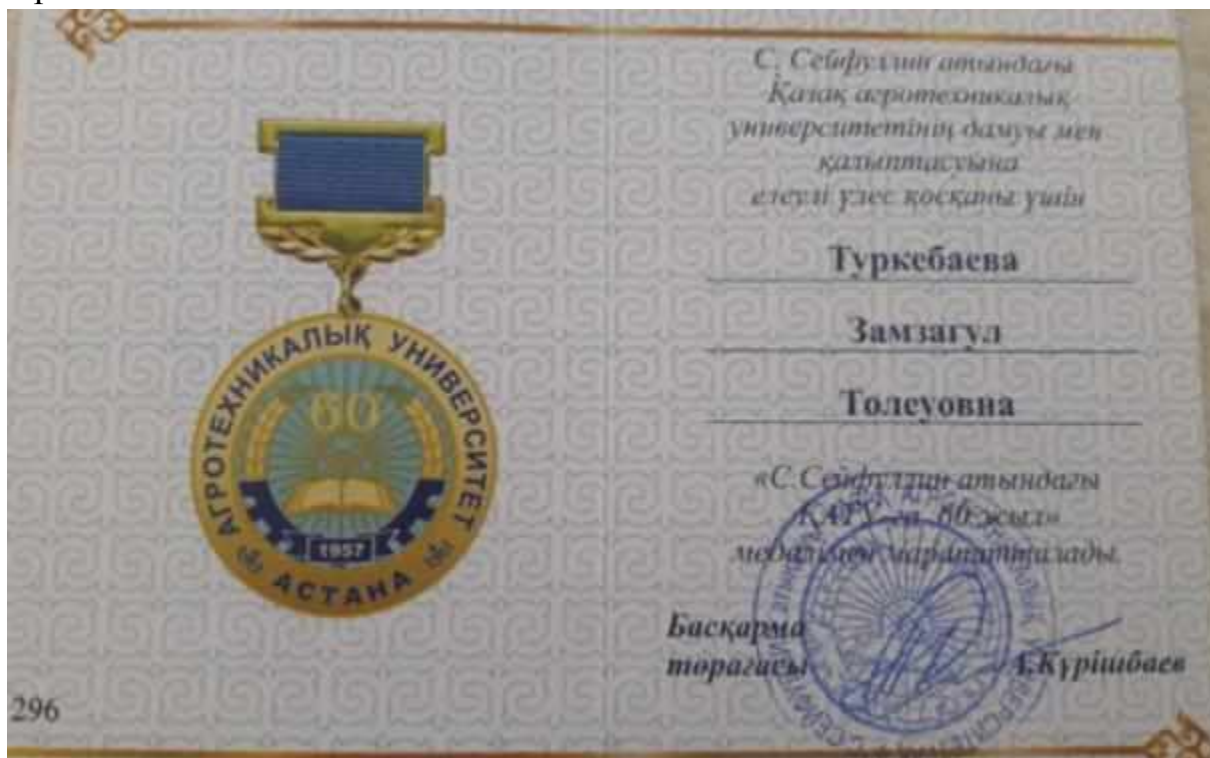 АГРОТЕХНИКАЛЫҚ УНИВЕРСИТЕТ
60
1957
АСТАНА
296
С. Сейфуллин атындағы
Қазақ агротехникалық
университетінің дамуы мен
қалыптасуына
елеулі үлес қосқаны үшін
Туркебаева
Замзагул
Толеуовна
«С.Сейфуллин атындағы
ҚАТУ-ға 60 жыл»
медалімен марапатталады.
Басқарма
төрағасы
А.Күрішбаев